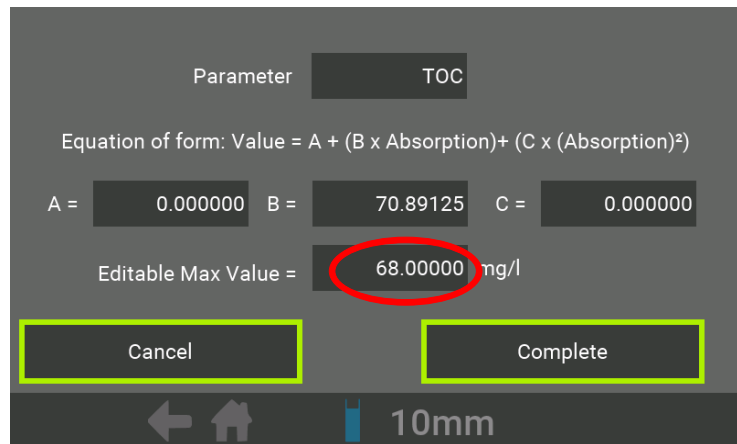 Parameter TOC
Equation of form: Value = A + (B x Absorption)+ (C x (Absorption)²)
A = 0.000000 B = 70.89125 C = 0.000000
Editable Max Value = 68.00000 mg/l
Cancel Complete
10mm